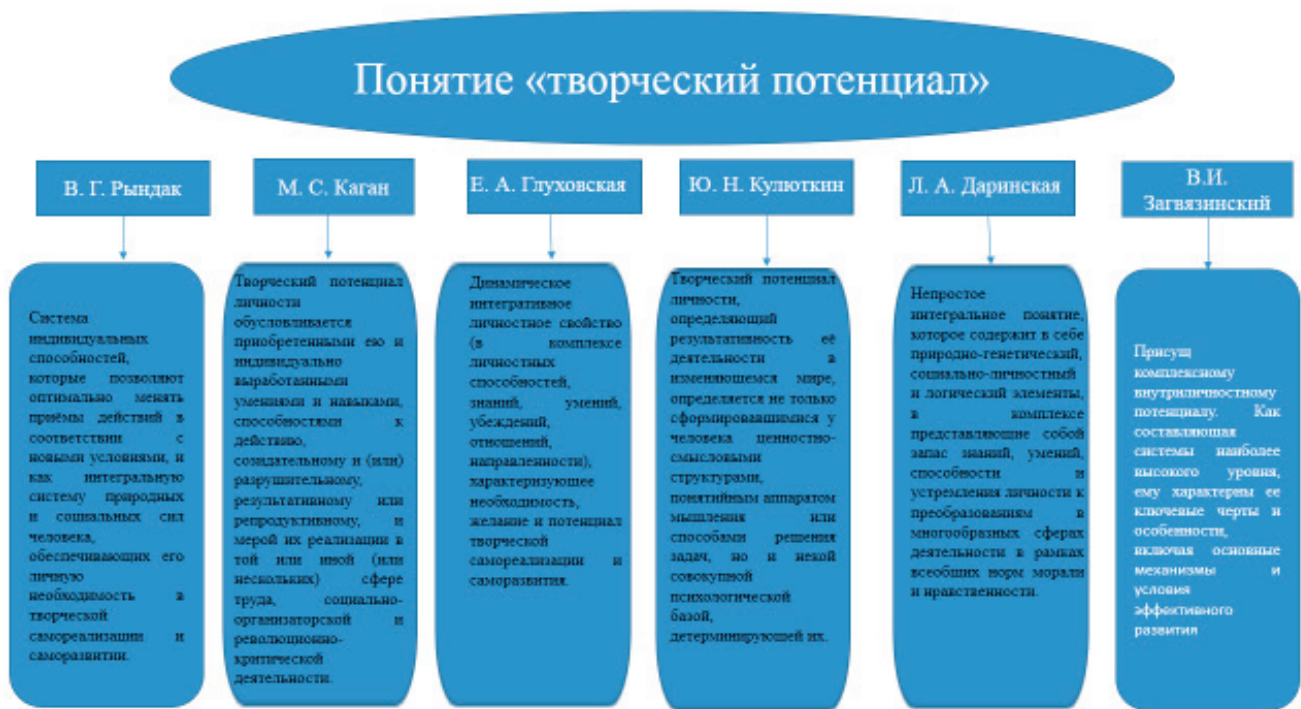 Понятие «творческий потенциал»
В. Г. Рындак
Система
индивидуальных
способностей,
которые позволяют
оптимально менять
приёмы действий в
соответствии с
новыми условиями, и
как интегральную
систему природных
и социальных сил
человека,
обеспечивающих его
личную
необходимость в
творческой
самореализации и
саморазвитии.
М. С. Каган
Творческий потенциал
личности
обусловливается
приобретенными ею и
индивидуально
выработанными
умениями и навыками,
способностями к
действию,
созидательному и (или)
разрушительному,
результативному или
репродуктивному, и
мерой их реализации в
той или иной (или
нескольких) сфере
труда, социально-
организаторской и
революционно-
критической
деятельности.
Е. А. Глуховская
Динамическое
интегративное
личностное свойство
(в комплексе
личностных
способностей,
знаний, умений,
убеждений,
отношений,
направленности),
характеризующее
необходимость,
желание и потенциал
творческой
самореализации и
саморазвития.
Ю. Н. Кулюткин
Творческий потенциал
личности,
определяющий
результативность её
деятельности в
изменяющемся мире,
определяется не только
сформировавшимися у
человека ценностно-
смысловыми
структурами,
понятийным аппаратом
мышления или
способами решения
задач, но и некой
совокупной
психологической
базой,
детерминирующей их.
Л. А. Даринская
Непростое
интегральное понятие,
которое содержит в себе
природно-генетический,
социально-личностный
и логический элементы,
в комплексе
представляющие собой
запас знаний, умений,
способности и
устремления личности к
преобразованиям в
многообразных сферах
деятельности в рамках
всеобщих норм морали
и нравственности.
В.И.
Загвязинский
Присущ
комплексному
внутриличностному
потенциалу. Как
составляющая
системы наиболее
высокого уровня,
ему характерны ее
ключевые черты и
особенности,
включая основные
механизмы и
условия
эффективного
развития